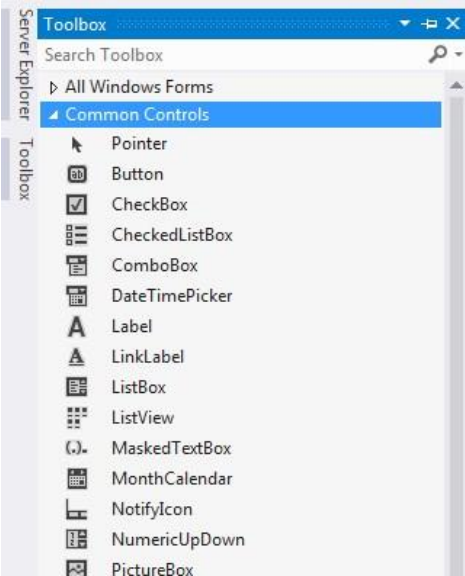 Server Explorer
Toolbox
Toolbox
Search Toolbox
All Windows Forms
Common Controls
Pointer
Button
CheckBox
CheckedListBox
ComboBox
DateTimePicker
Label
LinkLabel
ListBox
ListView
MaskedTextBox
MonthCalendar
NotifyIcon
NumericUpDown
PictureBox